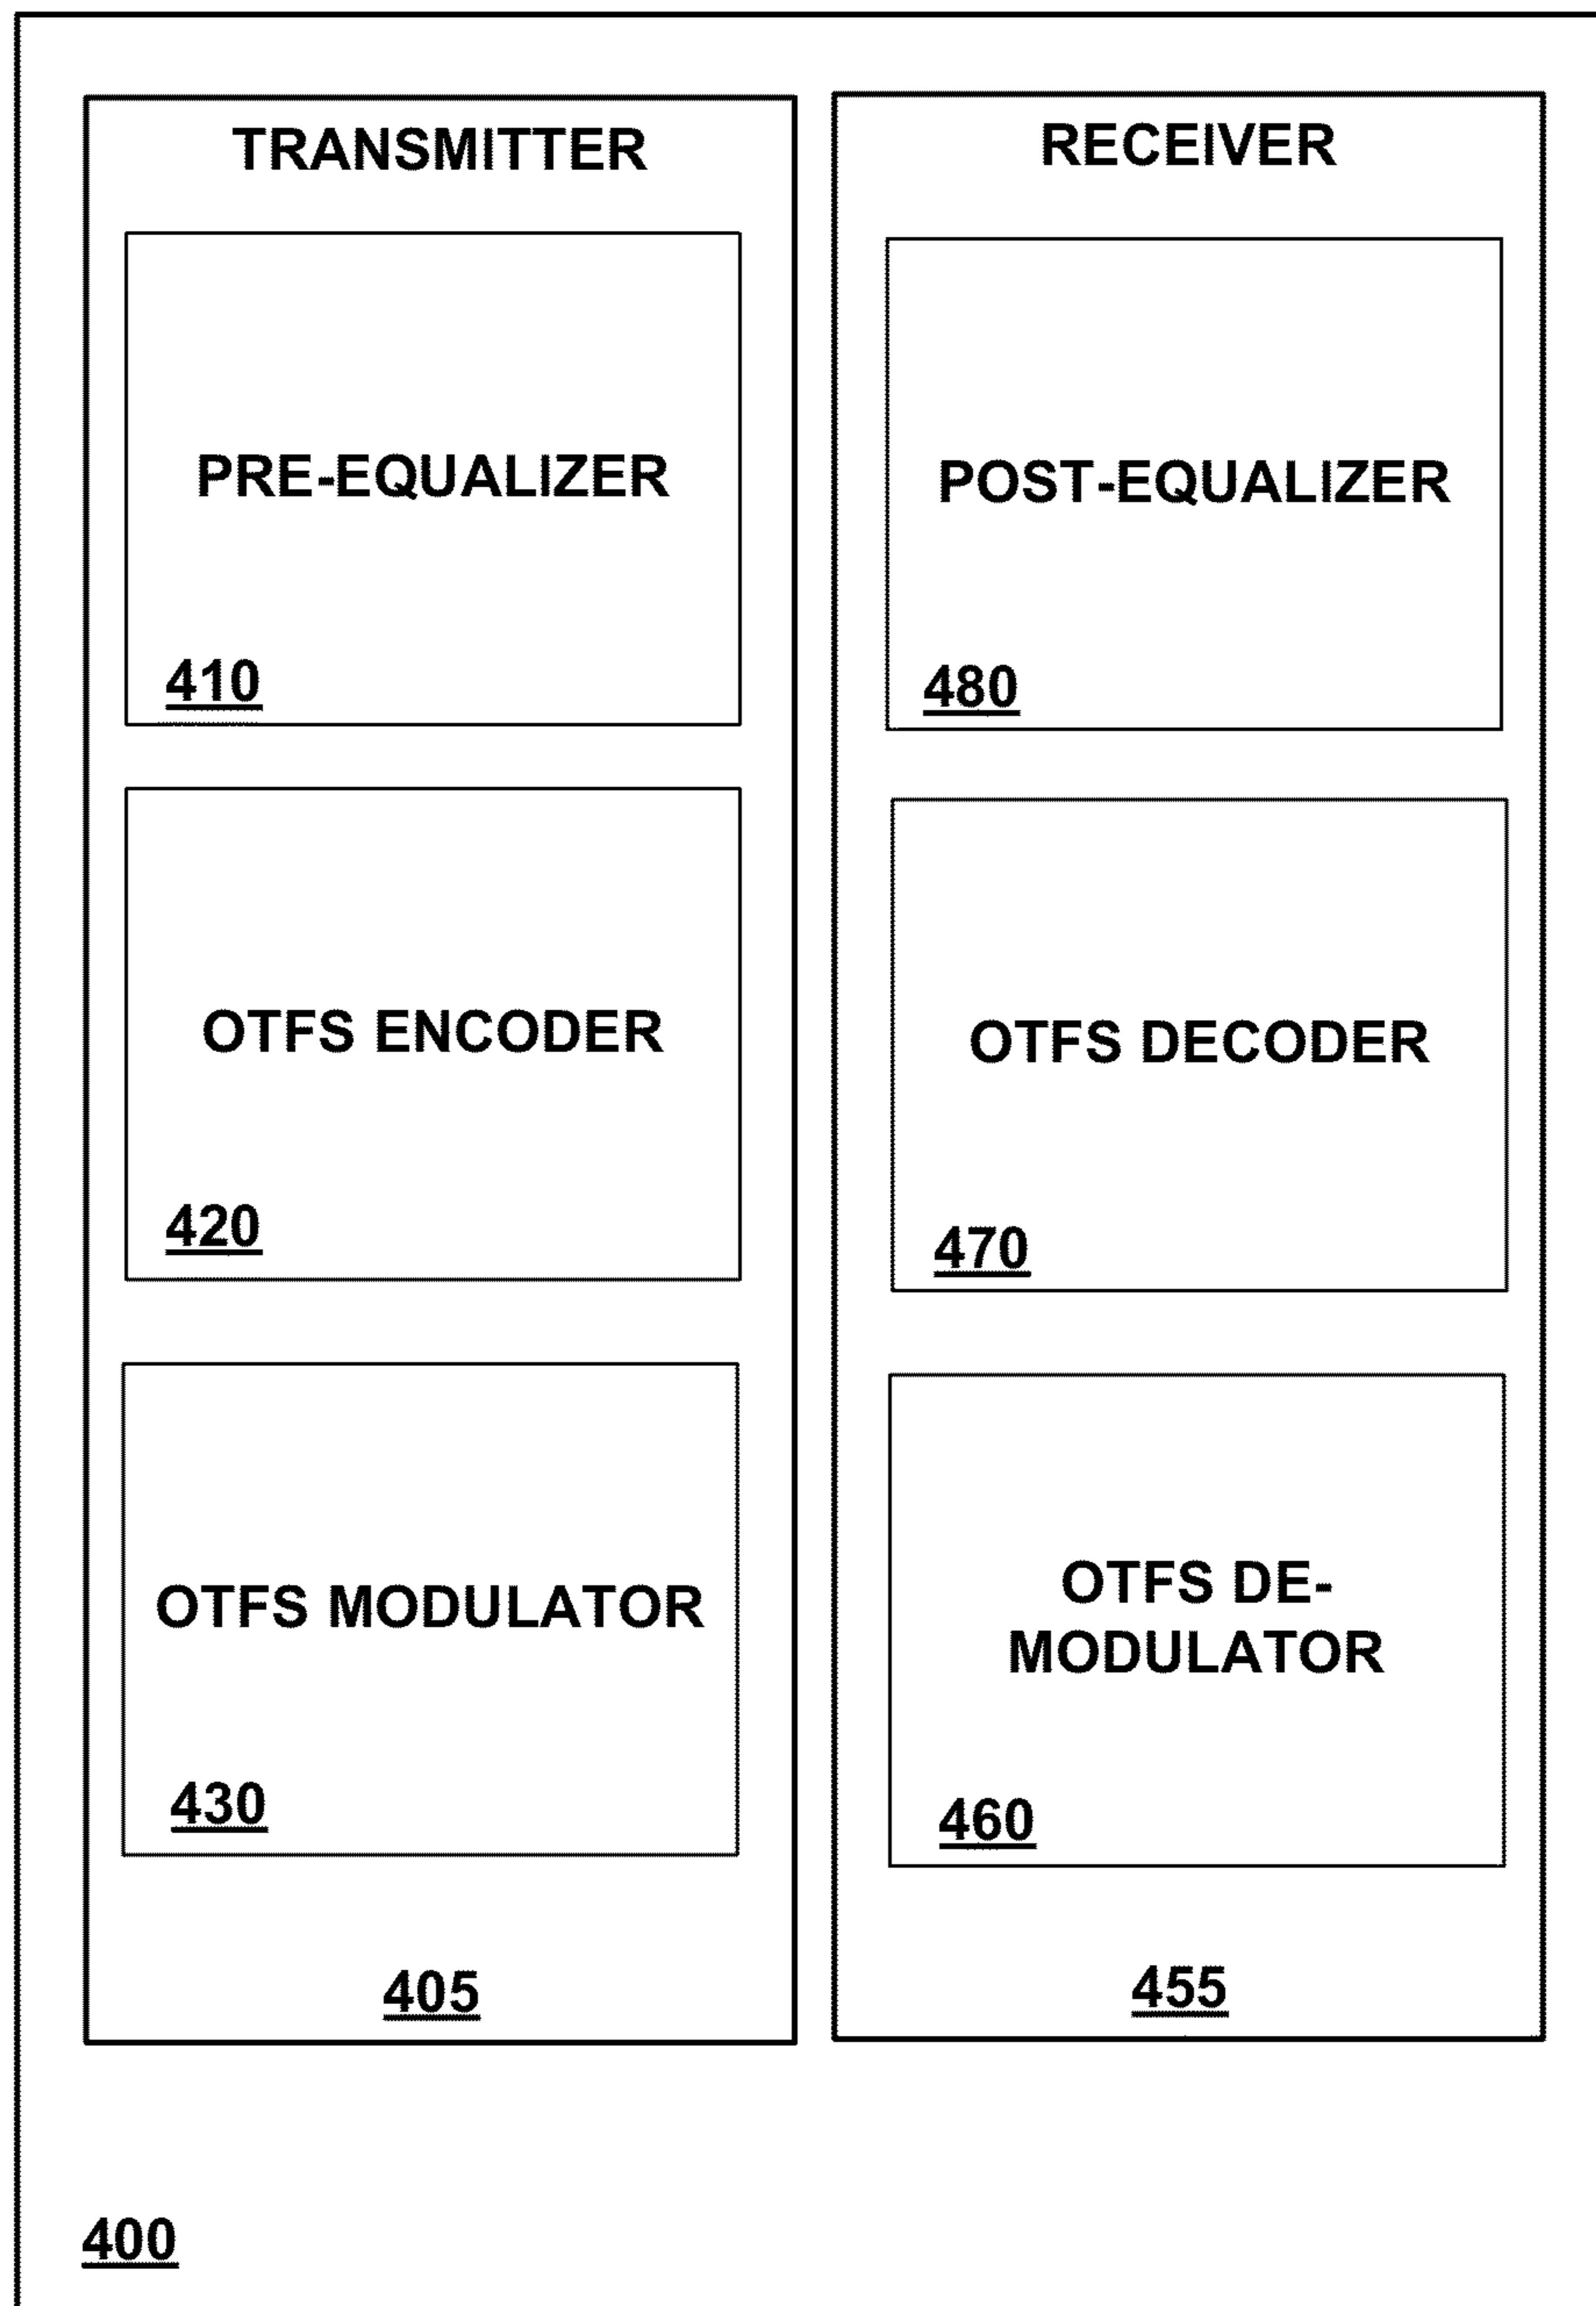 TRANSMITTER
PRE-EQUALIZER
410
OTFS ENCODER
420
OTFS MODULATOR
430
405
RECEIVER
POST-EQUALIZER
480
OTFS DECODER
470
OTFS DE-
MODULATOR
460
455
400